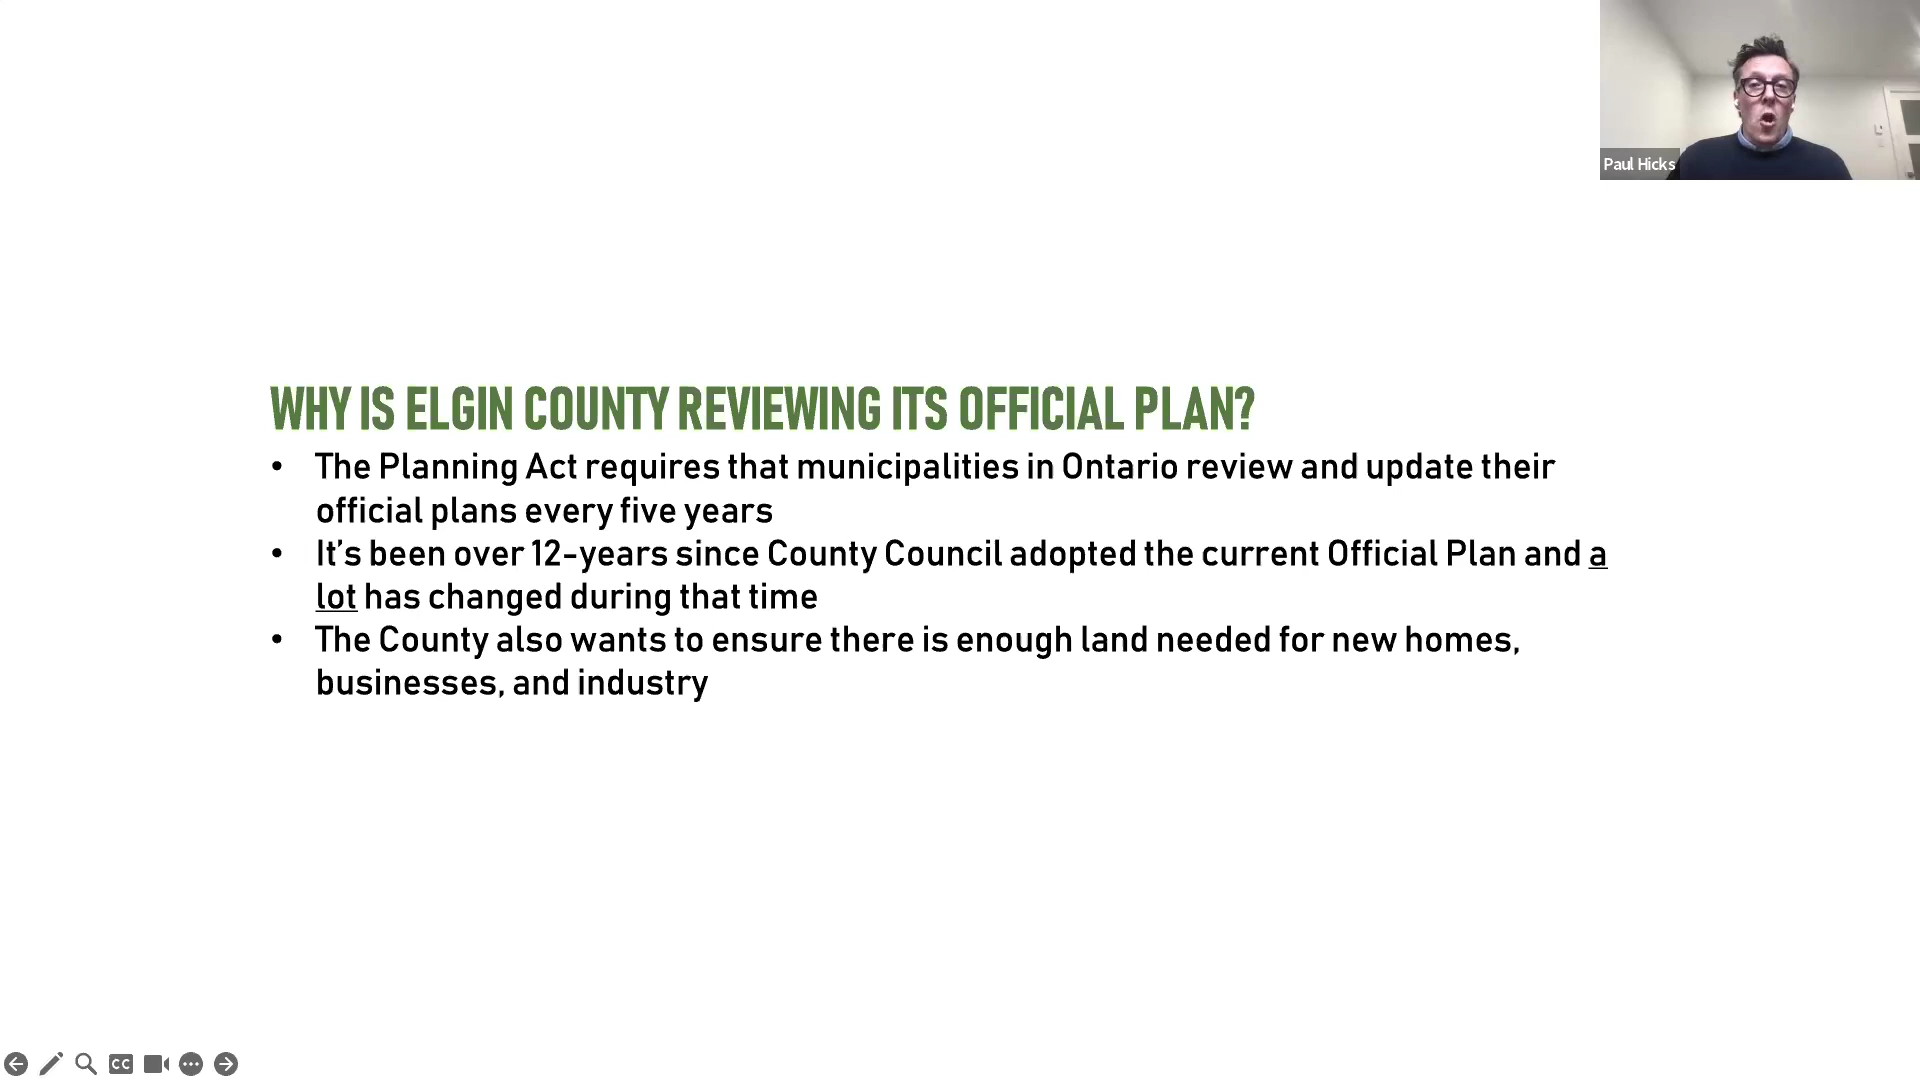 Paul Hicks
WHY IS ELGIN COUNTY REVIEWING ITS OFFICIAL PLAN?
• The Planning Act requires that municipalities in Ontario review and update their
official plans every five years
• It’s been over 12-years since County Council adopted the current Official Plan and a
lot has changed during that time
• The County also wants to ensure there is enough land needed for new homes,
businesses, and industry
CC